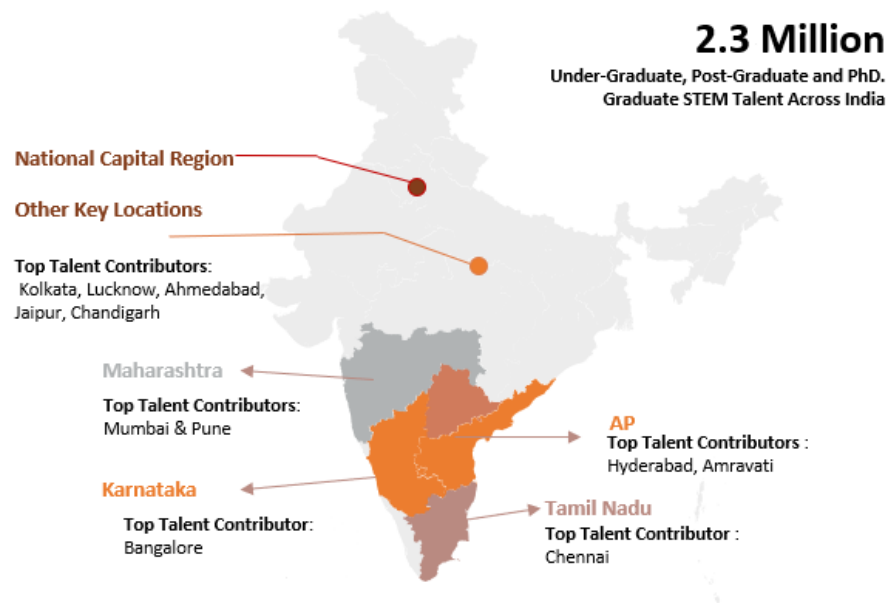 2.3 Million
Under-Graduate, Post-Graduate and PhD.
Graduate STEM Talent Across India
National Capital Region
Other Key Locations
Top Talent Contributors:
Kolkata, Lucknow, Ahmedabad,
Jaipur, Chandigarh
Maharashtra
Top Talent Contributors:
Mumbai & Pune
AP
Top Talent Contributors :
Hyderabad, Amravati
Karnataka
Top Talent Contributor:
Bangalore
Tamil Nadu
Top Talent Contributor :
Chennai